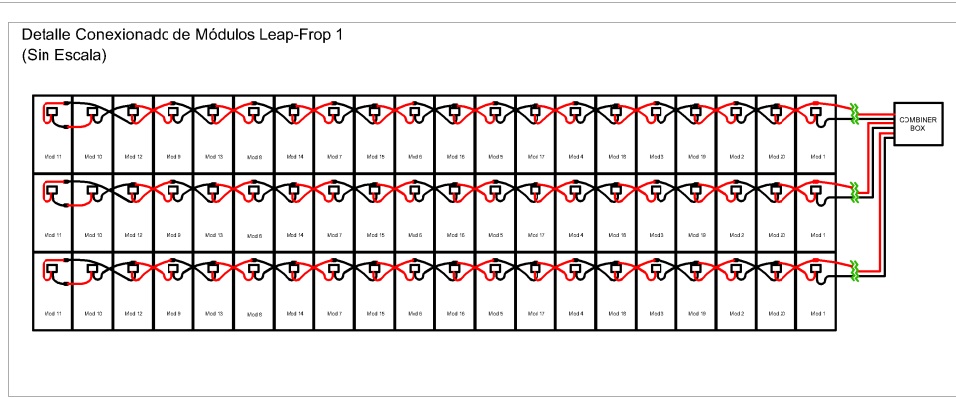 Detalle Conexionado de Módulos Leap-Frop 1
(Sin Escala)
COMBINER
BOX
Mod 11 Mod 10 Mod 12 Mod 9 Mod 13 Mod 8 Mod 14 Mod 7 Mod 15 Mod 6 Mod 16 Mod 5 Mod 17 Mod 4 Mod 18 Mod 3 Mod 19 Mod 2 Mod 20 Mod 1
Mod 11 Mod 10 Mod 12 Mod 9 Mod 13 Mod 8 Mod 14 Mod 7 Mod 15 Mod 6 Mod 16 Mod 5 Mod 17 Mod 4 Mod 18 Mod 3 Mod 19 Mod 2 Mod 20 Mod 1
Mod 11 Mod 10 Mod 12 Mod 9 Mod 13 Mod 8 Mod 14 Mod 7 Mod 15 Mod 6 Mod 16 Mod 5 Mod 17 Mod 4 Mod 18 Mod 3 Mod 19 Mod 2 Mod 20 Mod 1